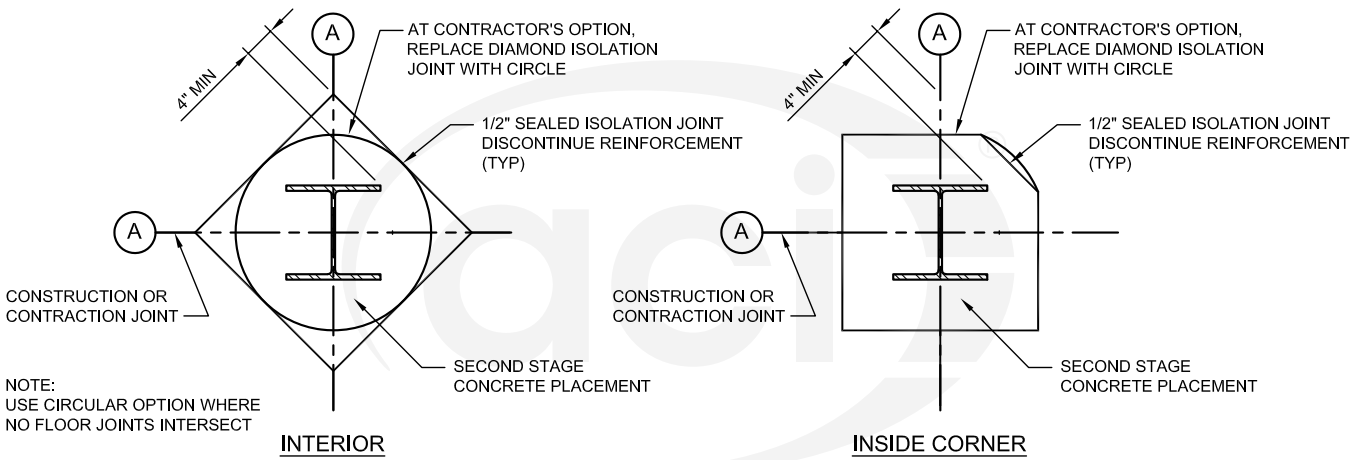 A
AT CONTRACTOR'S OPTION,
REPLACE DIAMOND ISOLATION
JOINT WITH CIRCLE
4" MIN
1/2" SEALED ISOLATION JOINT
DISCONTINUE REINFORCEMENT
(TYP)
A
CONSTRUCTION OR
CONTRACTION JOINT
SECOND STAGE
CONCRETE PLACEMENT
NOTE:
USE CIRCULAR OPTION WHERE
NO FLOOR JOINTS INTERSECT
INTERIOR
A
AT CONTRACTOR'S OPTION,
REPLACE DIAMOND ISOLATION
JOINT WITH CIRCLE
4" MIN
1/2" SEALED ISOLATION JOINT
DISCONTINUE REINFORCEMENT
(TYP)
A
CONSTRUCTION OR
CONTRACTION JOINT
SECOND STAGE
CONCRETE PLACEMENT
INSIDE CORNER
aci
®